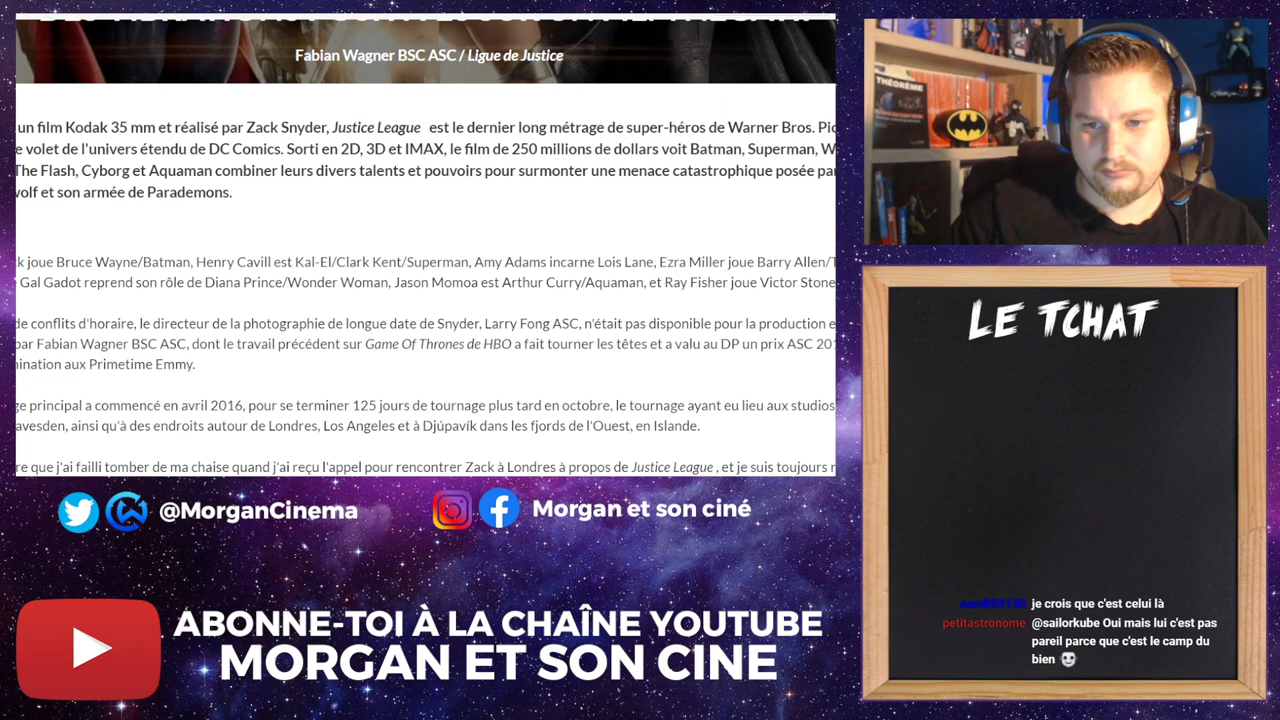 Fabian Wagner BSC ASC / Ligue de Justice
un film Kodak 35 mm et réalisé par Zack Snyder, Justice League est le dernier long métrage de super-héros de Warner Bros. Pic
e volet de l'univers étendu de DC Comics. Sorti en 2D, 3D et IMAX, le film de 250 millions de dollars voit Batman, Superman, W
The Flash, Cyborg et Aquaman combiner leurs divers talents et pouvoirs pour surmonter une menace catastrophique posée par
wolf et son armée de Parademons.
ck joue Bruce Wayne/Batman, Henry Cavill est Kal-El/Clark Kent/Superman, Amy Adams incarne Lois Lane, Ezra Miller joue Barry Allen/T
Gal Gadot reprend son rôle de Diana Prince/Wonder Woman, Jason Momoa est Arthur Curry/Aquaman, et Ray Fisher joue Victor Stone
de conflits d'horaire, le directeur de la photographie de longue date de Snyder, Larry Fong ASC, n'était pas disponible pour la production e
par Fabian Wagner BSC ASC, dont le travail précédent sur Game Of Thrones de HBO a fait tourner les têtes et a valu au DP un prix ASC 201
nination aux Primetime Emmy.
ge principal a commencé en avril 2016, pour se terminer 125 jours de tournage plus tard en octobre, le tournage ayant eu lieu aux studios
avesden, ainsi qu'à des endroits autour de Londres, Los Angeles et à Djúpavík dans les fjords de l'Ouest, en Islande.
re que j'ai failli tomber de ma chaise quand j'ai reçu l'appel pour rencontrer Zack à Londres à propos de Justice League , et je suis toujours r
@MorganCinema
Morgan et son ciné
ABONNE-TOI À LA CHAÎNE YOUTUBE
MORGAN ET SON CINE
THÉORÈME
LE TCHAT
je crois que c'est celui là
petitastronome @sailorkube Oui mais lui c'est pas
pareil parce que c'est le camp du
bien